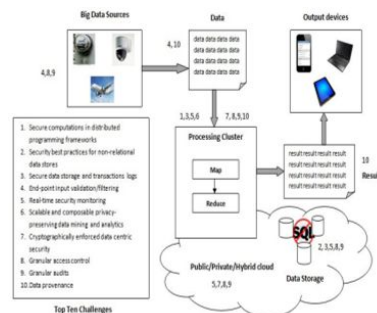 Big Data Sources
Data
Output devices
4,8,9
4, 10
data data data data
data data data data
data data data data
data data data data
1,3,5,6
7, 8,9,10
Processing Cluster
Map
Reduce
result result result result
result result result result
result result result result
result result result result
10
Resul
1. Secure computations in distributed
programming frameworks
2. Security best practices for non-relational
data stores
3. Secure data storage and transactions logs
4. End-point input validation/filtering
5. Real-time security monitoring
6. Scalable and composable privacy-
preserving data mining and analytics
7. Cryptographically enforced data centric
security
8. Granular access control
9. Granular audits
10. Data provenance
Top Ten Challenges
SQL
2, 3,5,8,9
Data Storage
Public/Private/Hybrid cloud
5,7,8,9